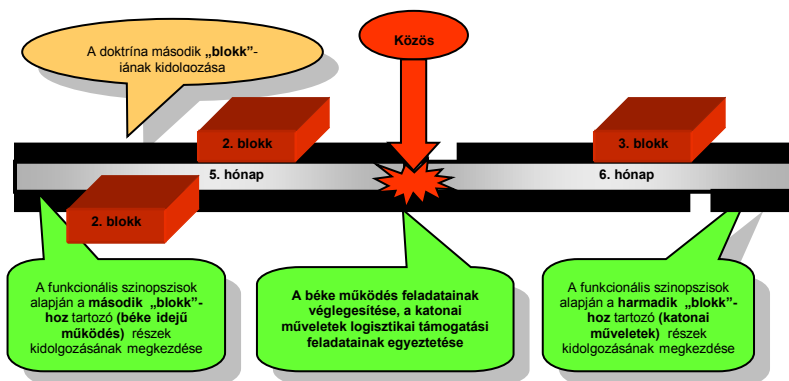 A doktrína második „blokk"-
jának kidolgozása
Közös
2. blokk
3. blokk
5. hónap
6. hónap
2. blokk
A funkcionális szinopszisok
alapján a második „blokk"-
hoz tartozó (béke idejű
működés) részek
kidolgozásának megkezdése
A béke működés feladatainak
véglegesítése, a katonai
műveletek logisztikai támogatási
feladatainak egyeztetése
A funkcionális szinopszisok
alapján a harmadik „blokk"-
hoz tartozó (katonai
műveletek) részek
kidolgozásának megkezdése